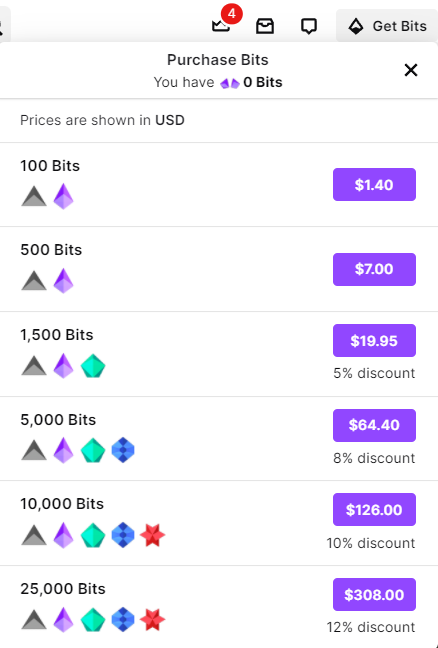 4
Get Bits
Purchase Bits
You have 0 Bits
Prices are shown in USD
100 Bits
$1.40
500 Bits
$7.00
1,500 Bits
$19.95
5% discount
5,000 Bits
$64.40
8% discount
10,000 Bits
$126.00
10% discount
25,000 Bits
$308.00
12% discount